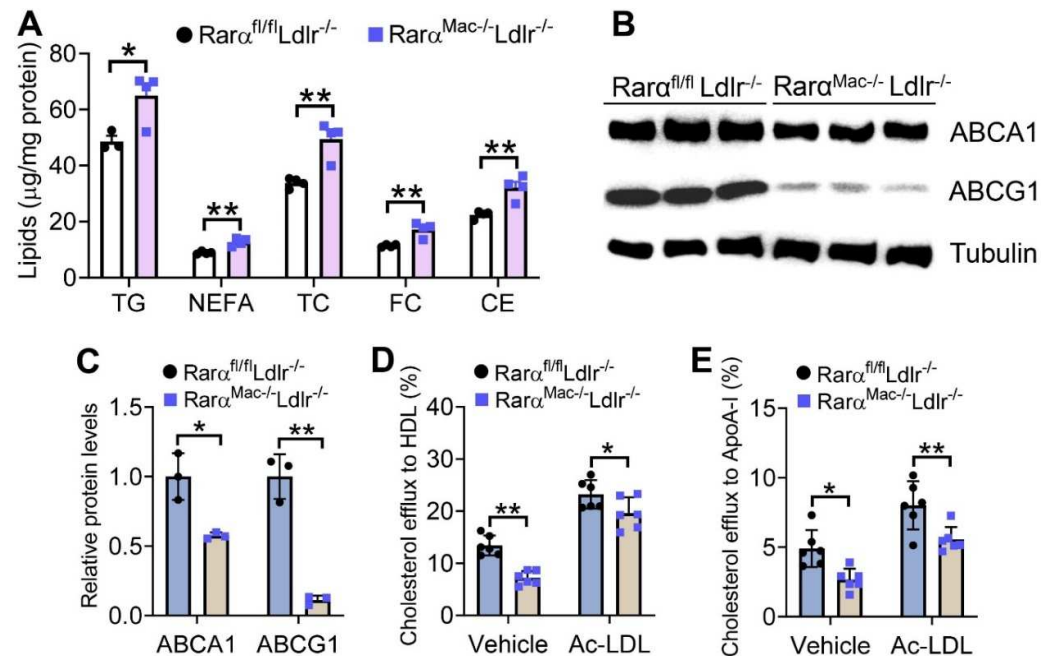 A
Rarα^fl/fl Ldlr^-/-
Rarα^Mac-/- Ldlr^-/-
Lipids (μg/mg protein)
80
60
40
20
0
*
**
**
**
**
TG NEFA TC FC CE
B
Rarα^fl/fl Ldlr^-/- Rarα^Mac-/- Ldlr^-/-
ABCA1
ABCG1
Tubulin
C
Rarα^fl/fl Ldlr^-/-
Rarα^Mac-/- Ldlr^-/-
Relative protein levels
1.5
1.0
0.5
0.0
*
**
ABCA1 ABCG1
D
Rarα^fl/fl Ldlr^-/-
Rarα^Mac-/- Ldlr^-/-
Cholesterol efflux to HDL (%)
40
30
20
10
0
**
*
Vehicle Ac-LDL
E
Rarα^fl/fl Ldlr^-/-
Rarα^Mac-/- Ldlr^-/-
Cholesterol efflux to ApoA-I (%)
15
10
5
0
*
**
Vehicle Ac-LDL